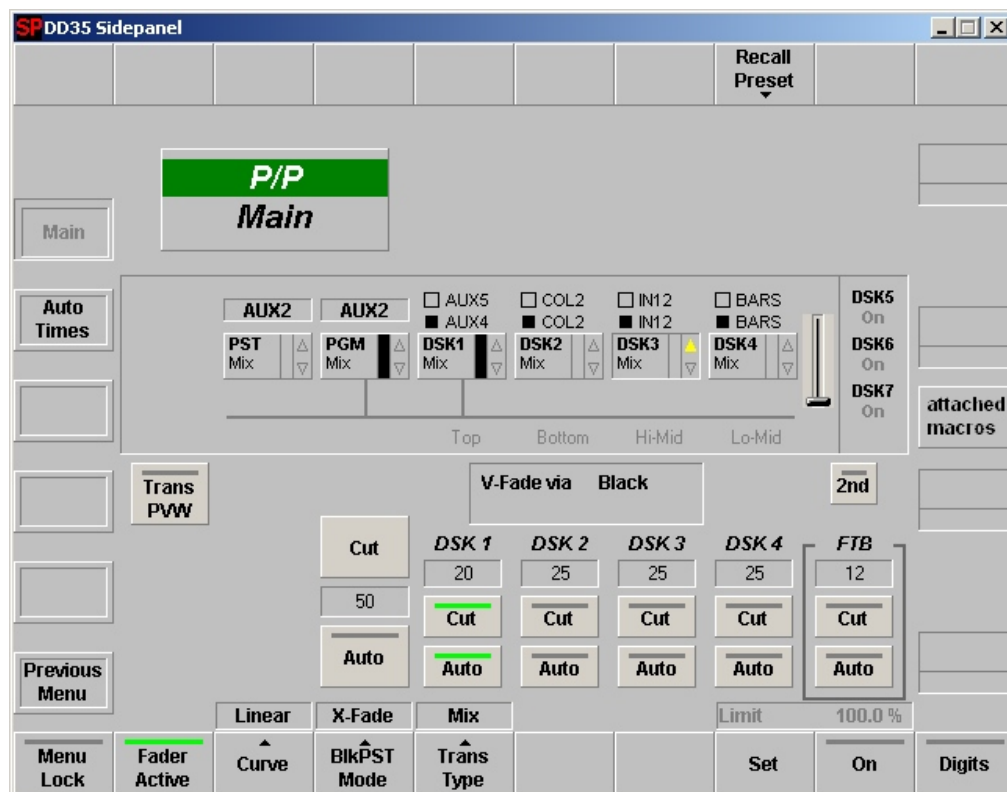 SP DD35 Sidepanel
Recall
Preset
P/P
Main
Main
Auto
Times
AUX2 AUX2
AUX5 COL2 IN12 BARS
AUX4 COL2 IN12 BARS
PST PGM DSK1 DSK2 DSK3 DSK4
Mix Mix Mix Mix Mix Mix
DSK5
On
DSK6
On
DSK7
On
Top Bottom Hi-Mid Lo-Mid
attached
macros
Trans
PVW
V-Fade via Black
2nd
Cut
DSK 1 DSK 2 DSK 3 DSK 4 FTB
20 25 25 25 12
50
Cut Cut Cut Cut Cut
Auto
Auto Auto Auto Auto Auto
Previous
Menu
Linear X-Fade Mix Limit 100.0 %
Menu
Lock
Fader
Active
Curve
BlkPST
Mode
Trans
Type
Set
On
Digits